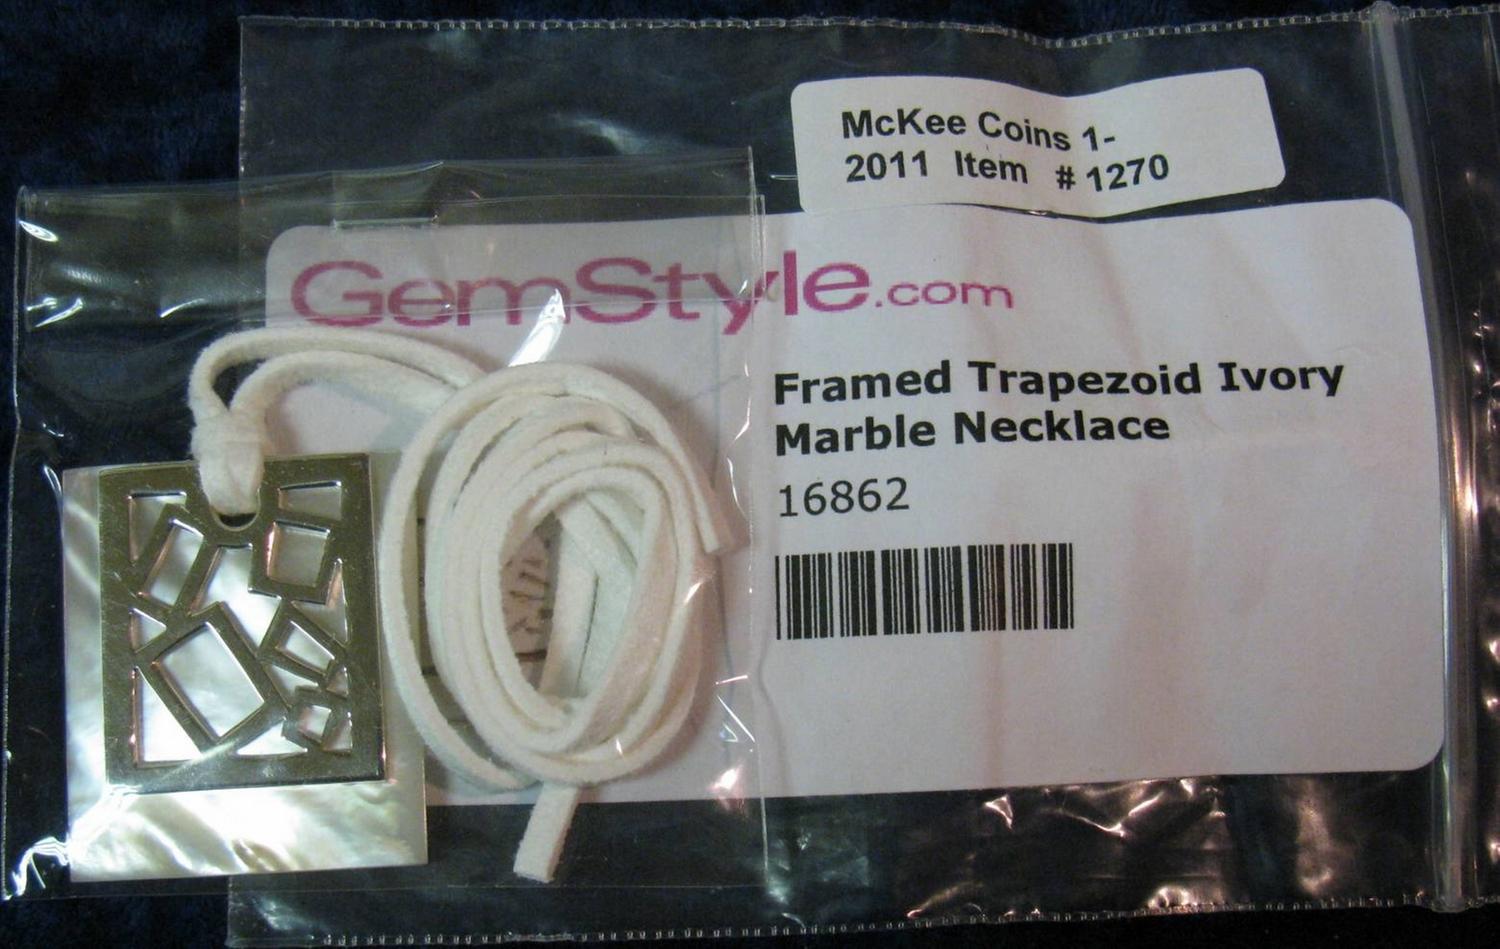 McKee Coins 1-
2011 Item #1270
GemStyle.com
Framed Trapezoid Ivory
Marble Necklace
16862